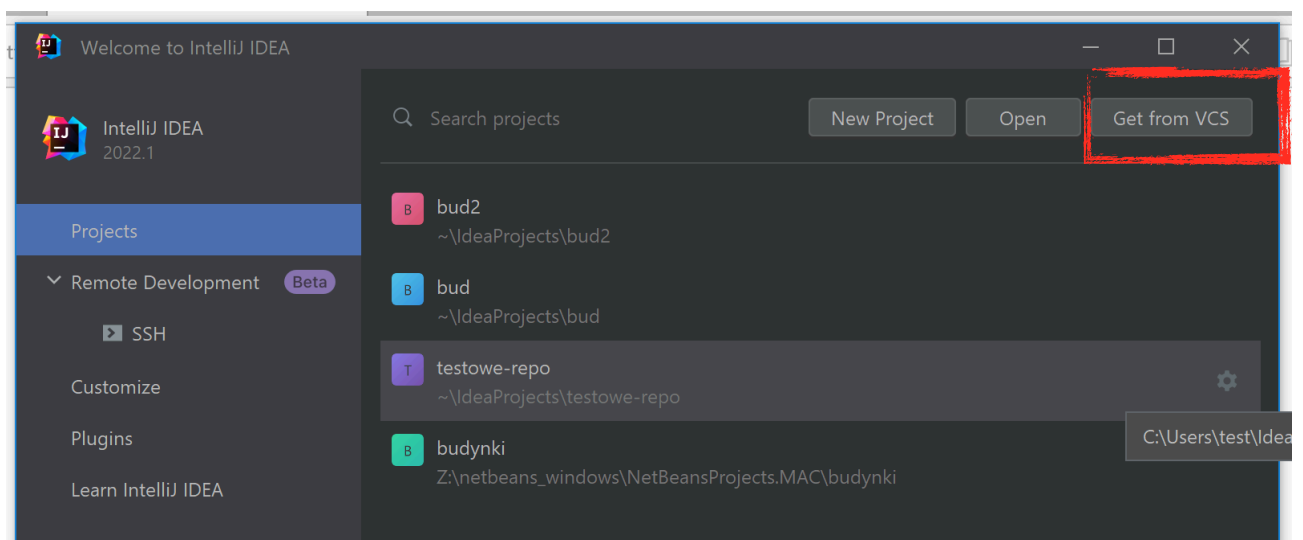 Welcome to IntelliJ IDEA
IJ
IntelliJ IDEA
2022.1
Search projects
New Project
Open
Get from VCS
Projects
Remote Development Beta
SSH
Customize
Plugins
Learn IntelliJ IDEA
B
bud2
~\IdeaProjects\bud2
B
bud
~\IdeaProjects\bud
T
testowe-repo
~\IdeaProjects\testowe-repo
C:\Users\test\Idea
B
budynki
Z:\netbeans_windows\NetBeansProjects.MAC\budynki